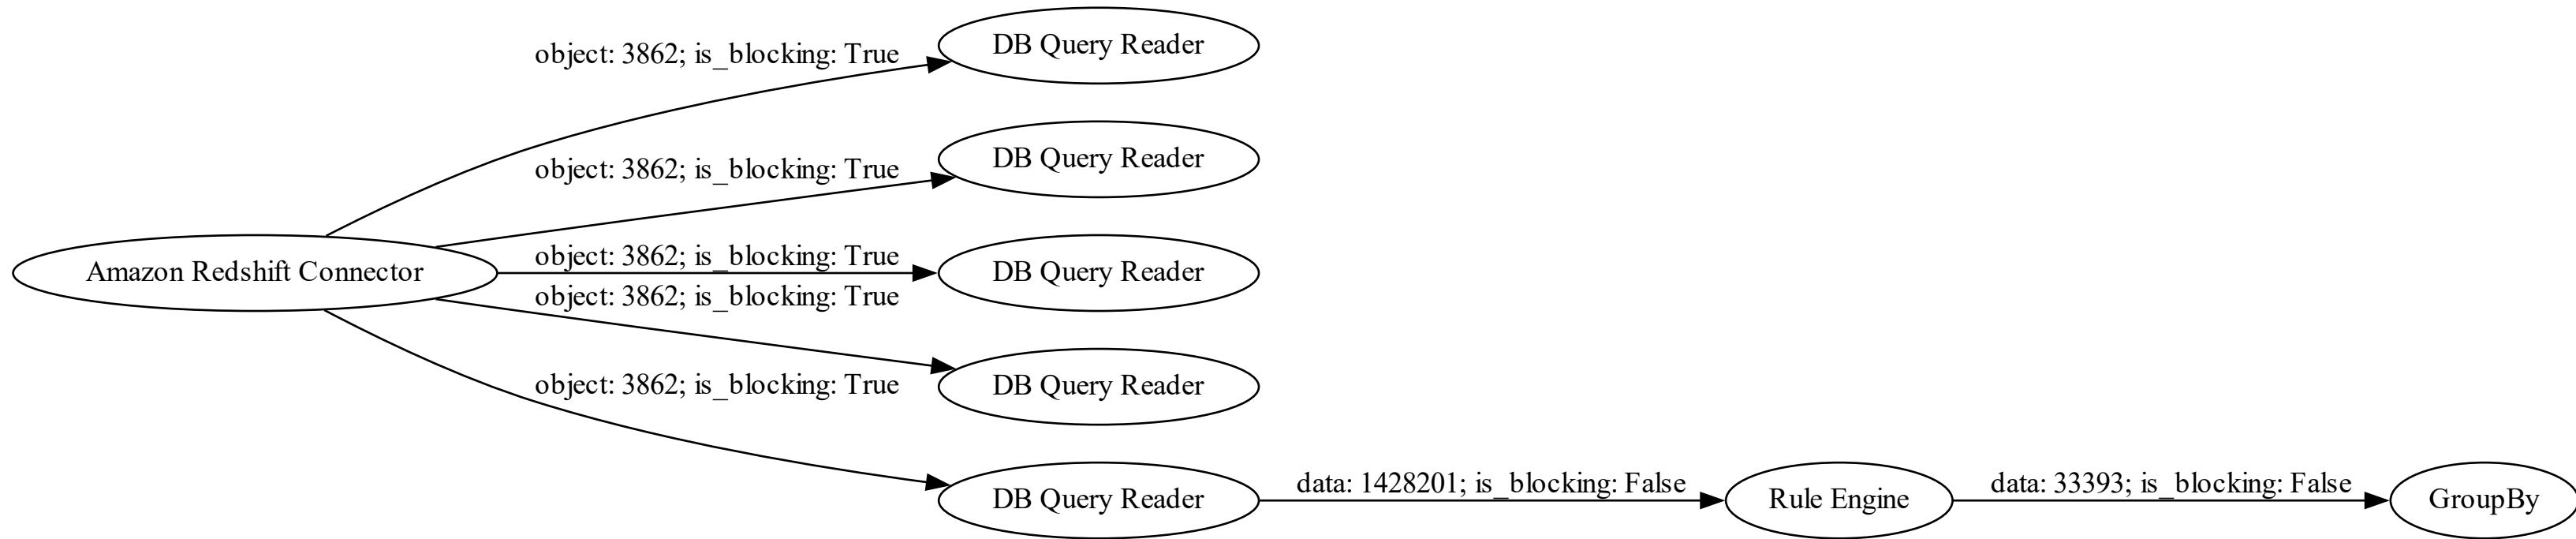 object: 3862; is_blocking: True
DB Query Reader
object: 3862; is_blocking: True
DB Query Reader
Amazon Redshift Connector
object: 3862; is_blocking: True
DB Query Reader
object: 3862; is_blocking: True
DB Query Reader
object: 3862; is_blocking: True
DB Query Reader
data: 1428201; is_blocking: False
Rule Engine
data: 33393; is_blocking: False
GroupBy